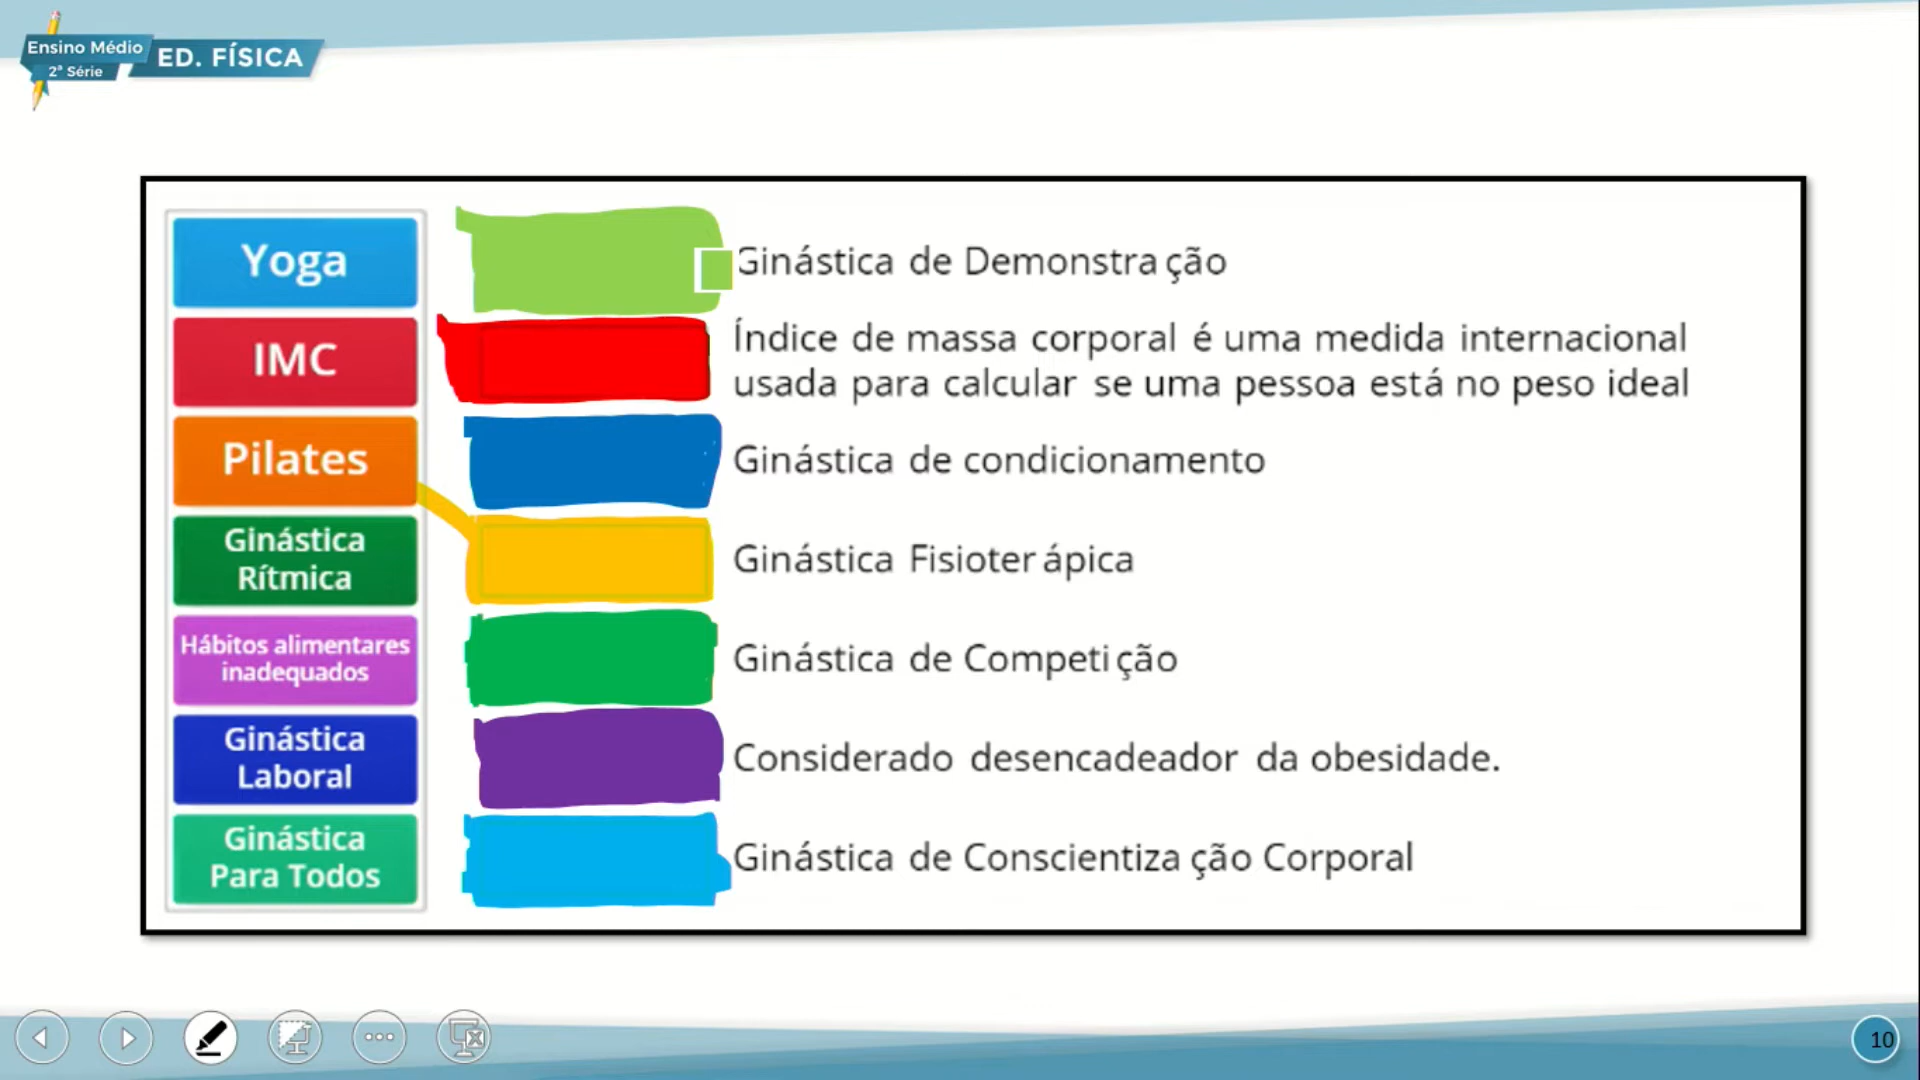 Ensino Médio
2ª Série
ED. FÍSICA
Yoga
Ginástica de Demonstração
IMC
Índice de massa corporal é uma medida internacional
usada para calcular se uma pessoa está no peso ideal
Pilates
Ginástica de condicionamento
Ginástica
Rítmica
Ginástica Fisioterápica
Hábitos alimentares
inadequados
Ginástica de Competição
Ginástica
Laboral
Considerado desencadeador da obesidade.
Ginástica
Para Todos
Ginástica de Conscientização Corporal
10